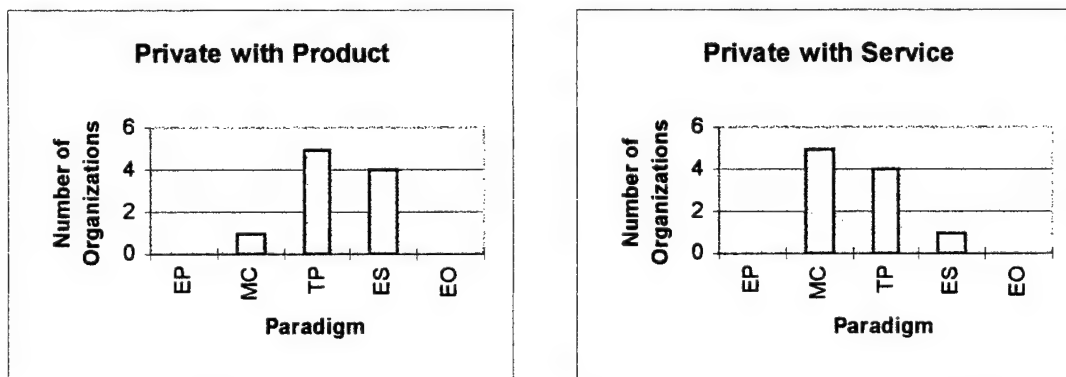 Private with Product
Number of
Organizations
6
4
2
0
EP
MC
TP
ES
EO
Paradigm
Private with Service
Number of
Organizations
6
4
2
0
EP
MC
TP
ES
EO
Paradigm